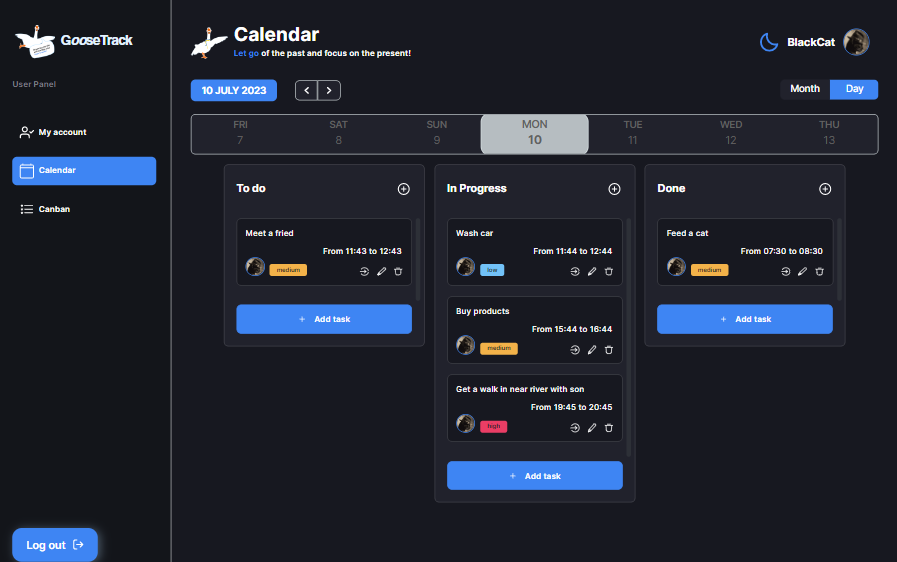 GooseTrack
User Panel
My account
Calendar
Canban
Log out
Calendar
Let go of the past and focus on the present!
BlackCat
10 JULY 2023
Month
Day
FRI SAT SUN MON TUE WED THU
7 8 9 10 11 12 13
To do
Meet a fried
From 11:43 to 12:43
medium
+ Add task
In Progress
Wash car
From 11:44 to 12:44
low
Buy products
From 15:44 to 16:44
medium
Get a walk in near river with son
From 19:45 to 20:45
high
+ Add task
Done
Feed a cat
From 07:30 to 08:30
medium
+ Add task